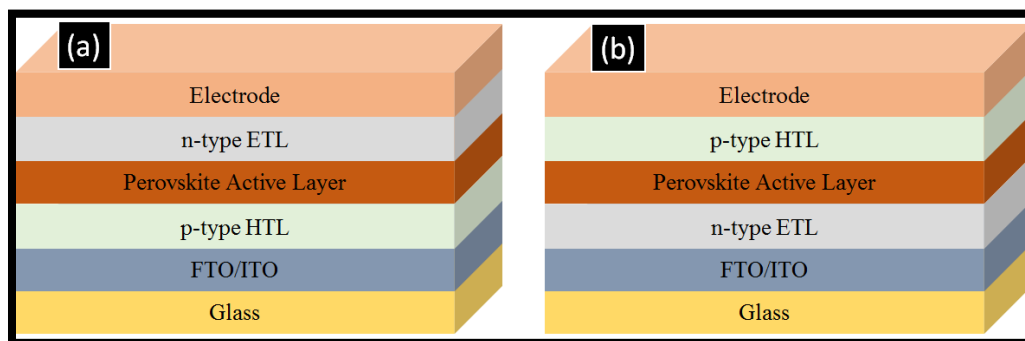 (a)
Electrode
n-type ETL
Perovskite Active Layer
p-type HTL
FTO/ITO
Glass
(b)
Electrode
p-type HTL
Perovskite Active Layer
n-type ETL
FTO/ITO
Glass